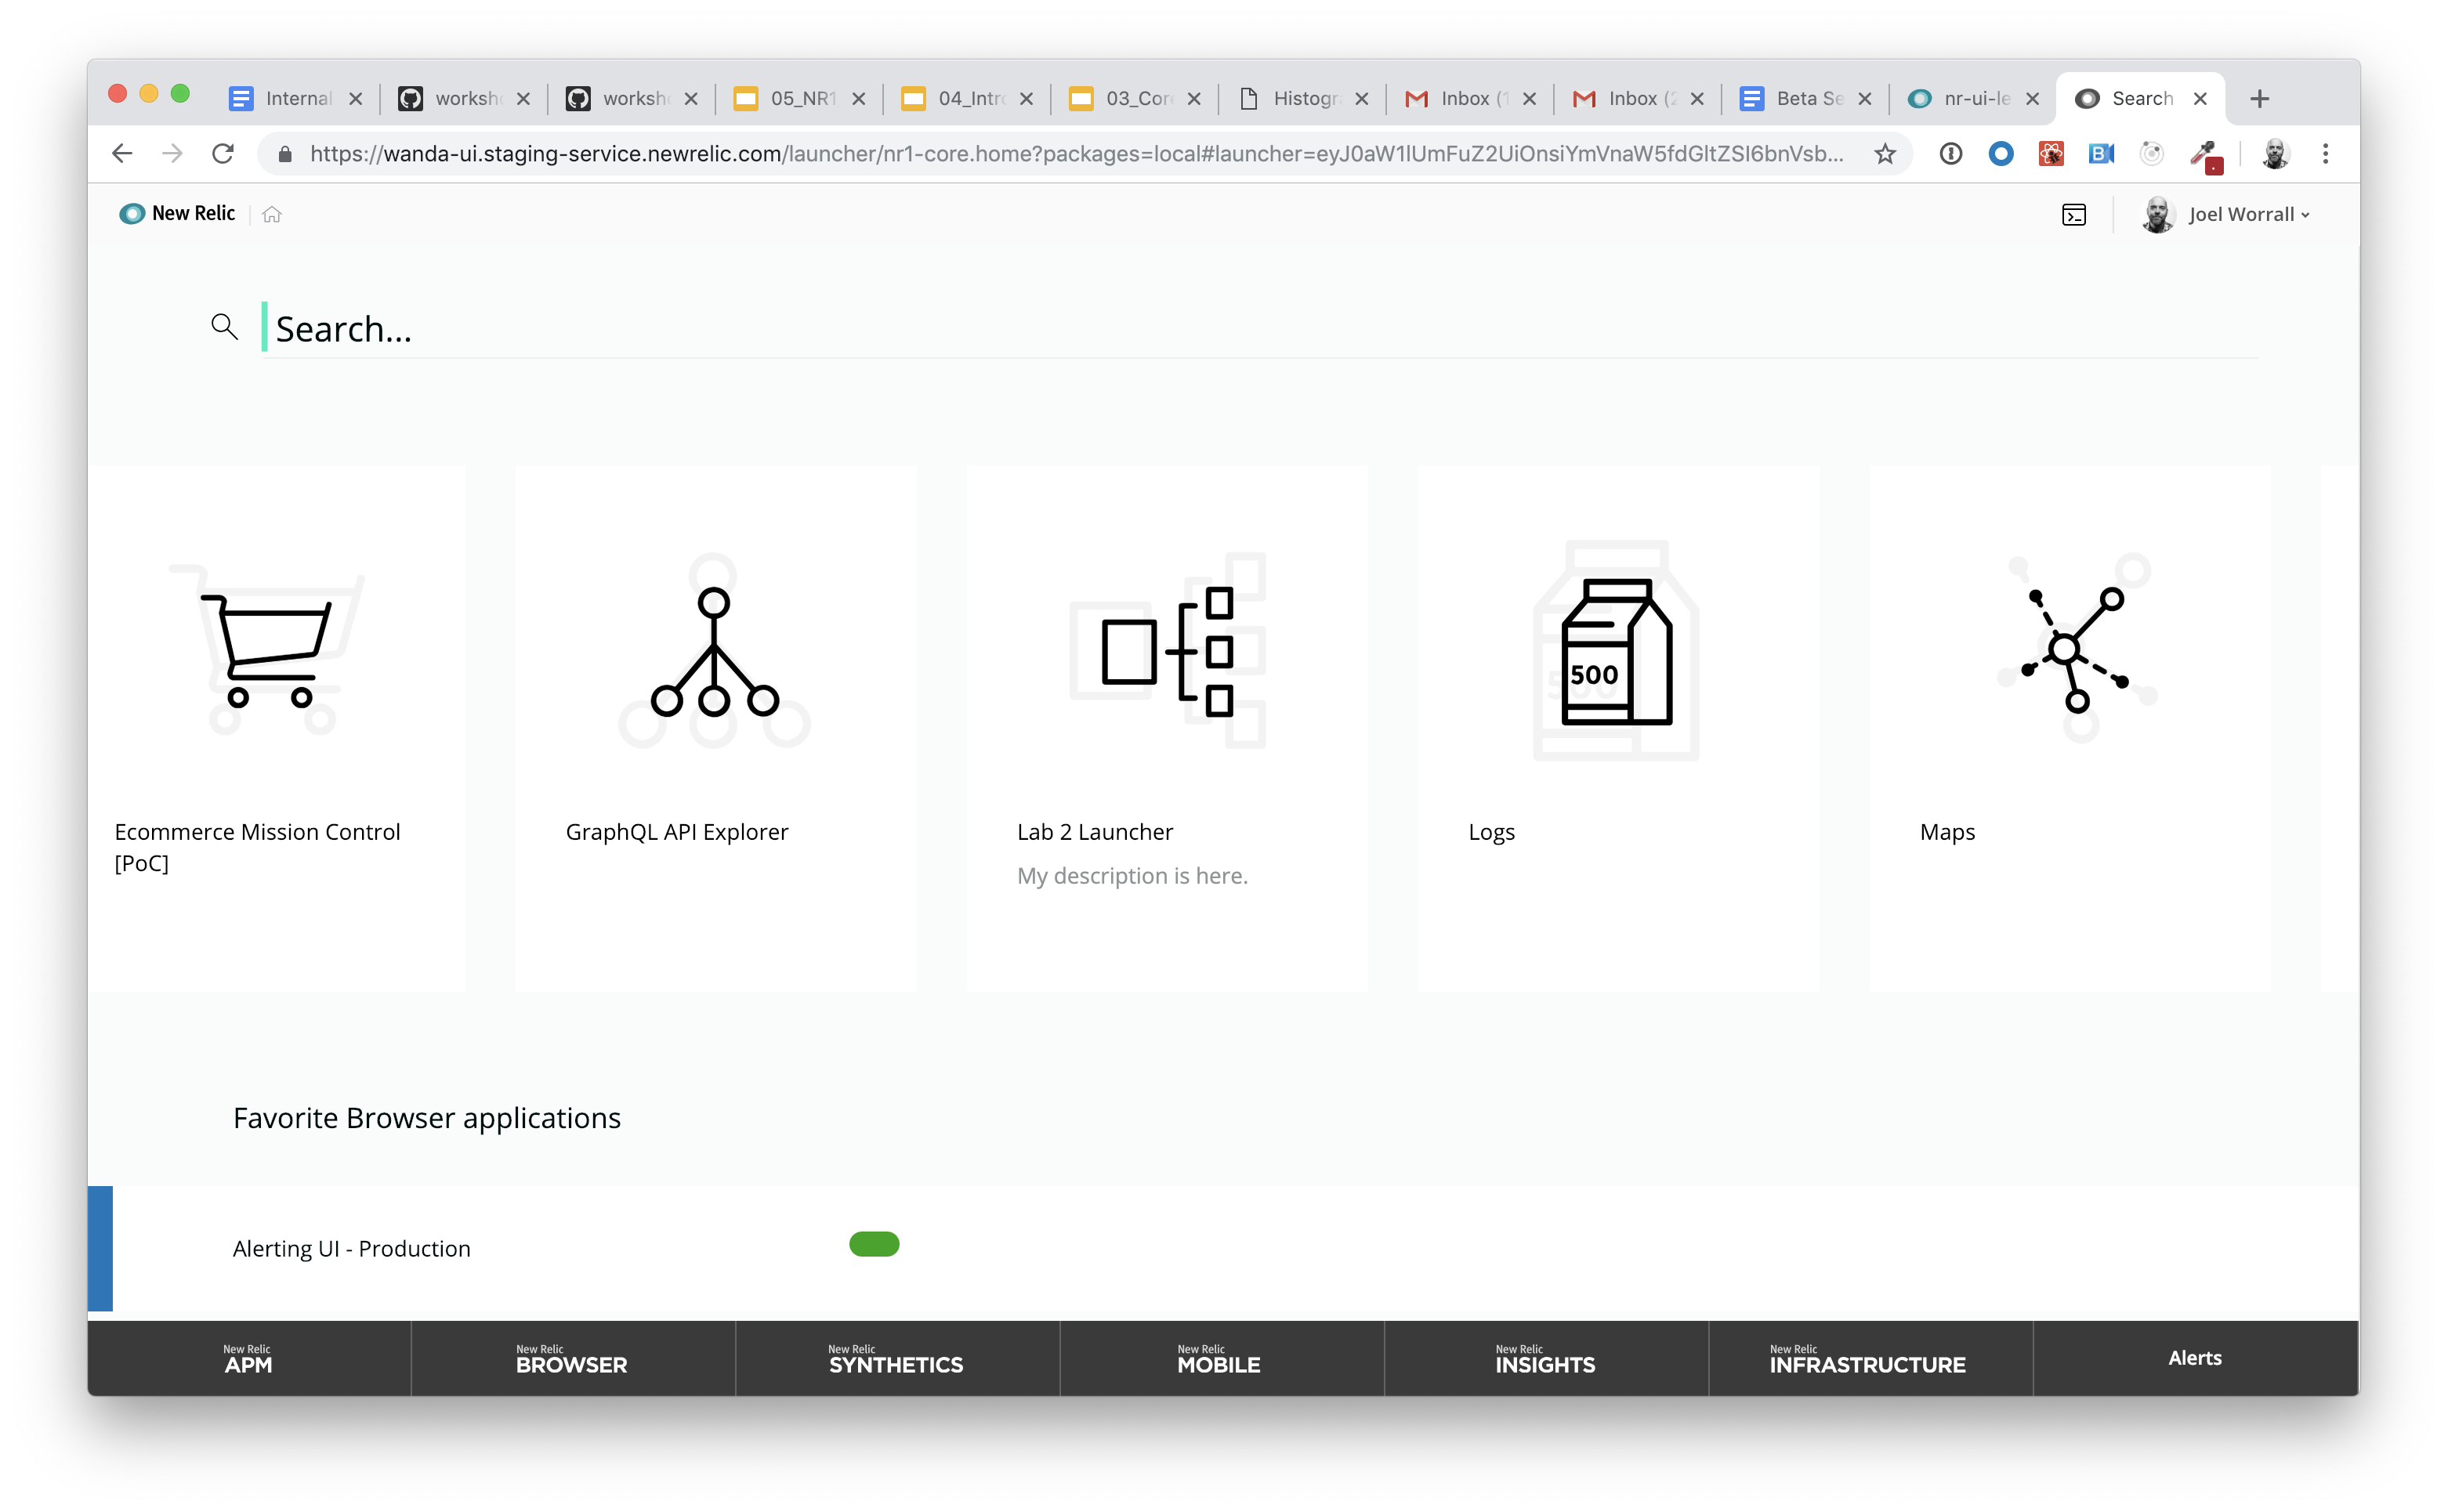 Internal
worksh
worksh
05_NR1
04_Intr
03_Cor
Histogr
Inbox (1
Inbox (2
Beta Se
nr-ui-le
Search
https://wanda-ui.staging-service.newrelic.com/launcher/nr1-core.home?packages=local#launcher=eyJ0aW1lUmFuZ2UiOnsiYmVnaW5fdGltZSI6bnVsb...
New Relic
Joel Worrall
Search...
500
Ecommerce Mission Control
[PoC]
GraphQL API Explorer
Lab 2 Launcher
My description is here.
Logs
Maps
Favorite Browser applications
Alerting UI - Production
New Relic
APM
New Relic
BROWSER
New Relic
SYNTHETICS
New Relic
MOBILE
New Relic
INSIGHTS
New Relic
INFRASTRUCTURE
Alerts